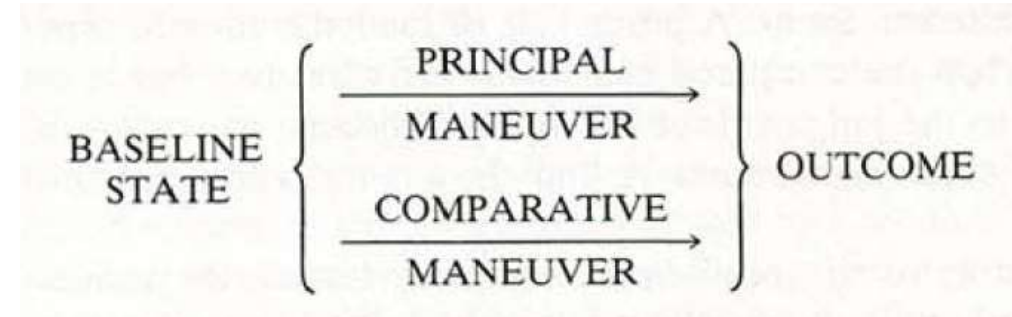 PRINCIPAL
MANEUVER
BASELINE
STATE
OUTCOME
COMPARATIVE
MANEUVER